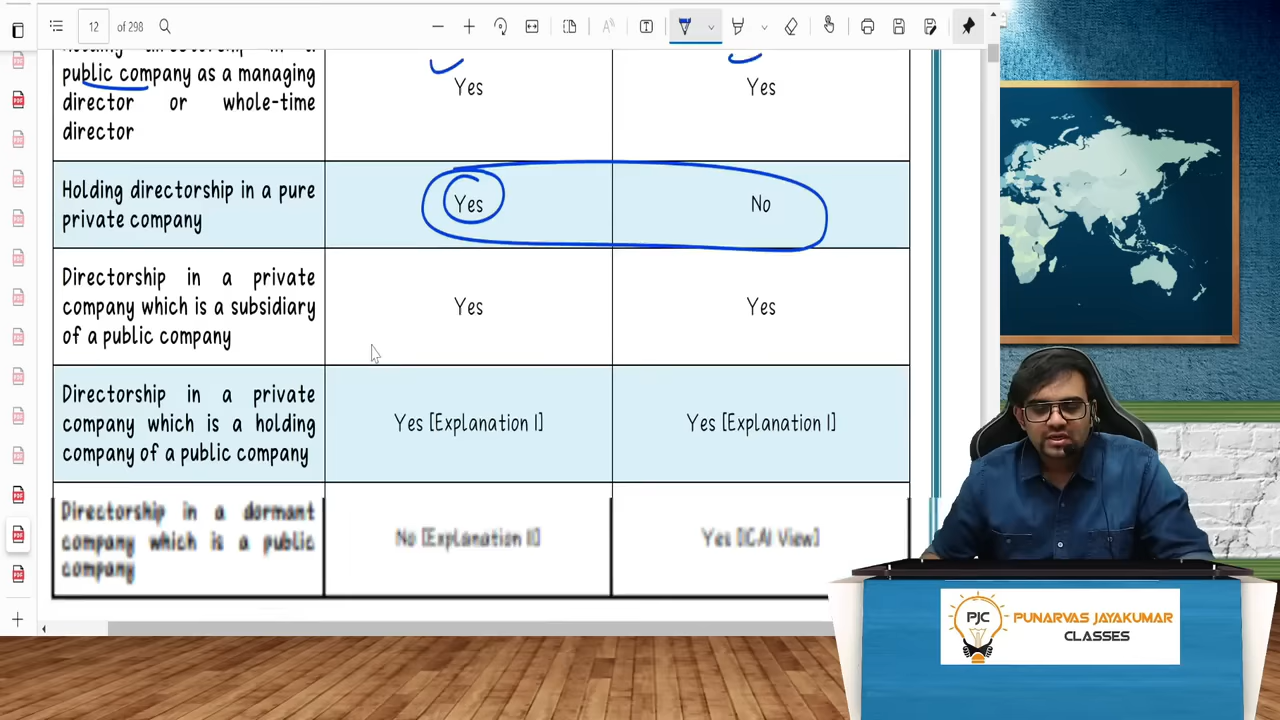 12 of 298
holding directorship in a
public company as a managing
director or whole-time
director
Yes
Yes
Holding directorship in a pure
private company
Yes
No
Directorship in a private
company which is a subsidiary
of a public company
Yes
Yes
Directorship in a private
company which is a holding
company of a public company
Yes [Explanation I]
Yes [Explanation I]
Directorship in a dormant
company which is a public
company
No [Explanation II]
Yes [ICAI View]
PJC
PUNARVAS JAYAKUMAR
CLASSES